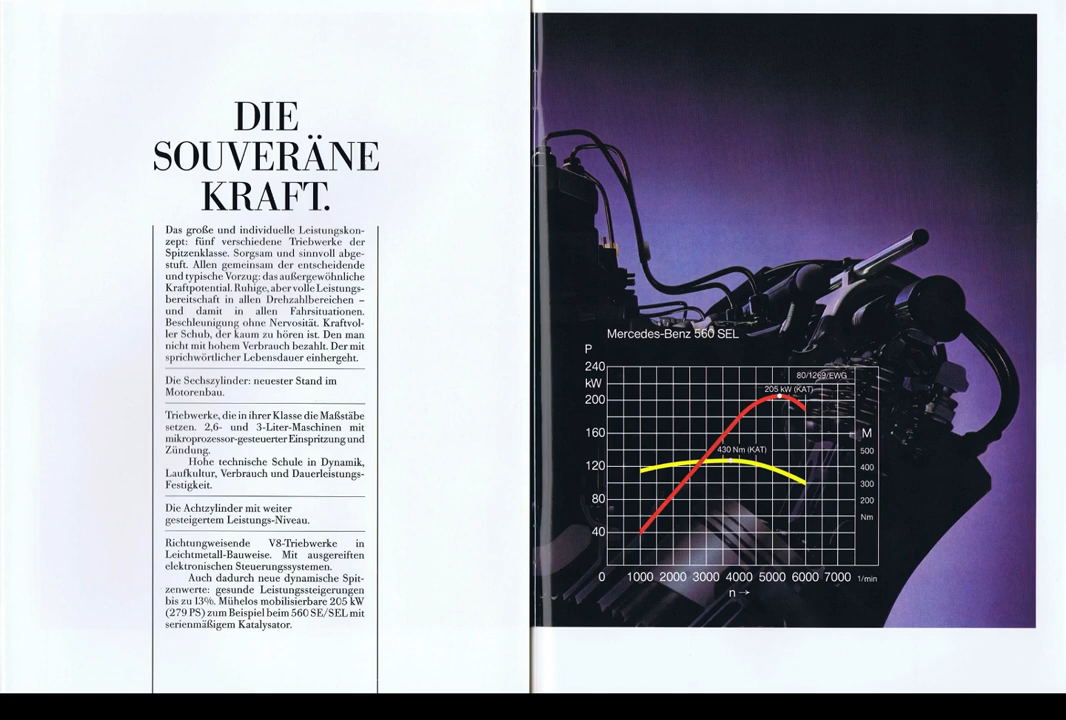 DIE
SOUVERÄNE
KRAFT.
Das große und individuelle Leistungskon-
zept: fünf verschiedene Triebwerke der
Spitzenklasse. Sorgsam und sinnvoll abge-
stuft. Allen gemeinsam der entscheidende
und typische Vorzug: das außergewöhnliche
Kraftpotential. Ruhige, aber volle Leistungs-
bereitschaft in allen Drehzahlbereichen –
und damit in allen Fahrsituationen.
Beschleunigung ohne Nervosität. Kraftvol-
ler Schub, der kaum zu hören ist. Den man
nicht mit hohem Verbrauch bezahlt. Der mit
sprichwörtlicher Lebensdauer einhergeht.
Die Sechszylinder: neuester Stand im
Motorenbau.
Triebwerke, die in ihrer Klasse die Maßstäbe
setzen. 2,6- und 3-Liter-Maschinen mit
mikroprozessor-gesteuerter Einspritzung und
Zündung.
Hohe technische Schule in Dynamik,
Laufkultur, Verbrauch und Dauerleistungs-
Festigkeit.
Die Achtzylinder mit weiter
gesteigertem Leistungs-Niveau.
Richtungweisende V8-Triebwerke in
Leichtmetall-Bauweise. Mit ausgereiften
elektronischen Steuerungssystemen.
Auch dadurch neue dynamische Spit-
zenwerte: gesunde Leistungssteigerungen
bis zu 13%. Mühelos mobilisierbare 205 kW
(279 PS) zum Beispiel beim 560 SE/SEL mit
serienmäßigem Katalysator.
Mercedes-Benz 560 SEL
P
240
kW
200
160
120
80
40
80/1269/EWG
205 kW (KAT)
430 Nm (KAT)
M
500
400
300
200
Nm
0 1000 2000 3000 4000 5000 6000 7000 1/min
n →